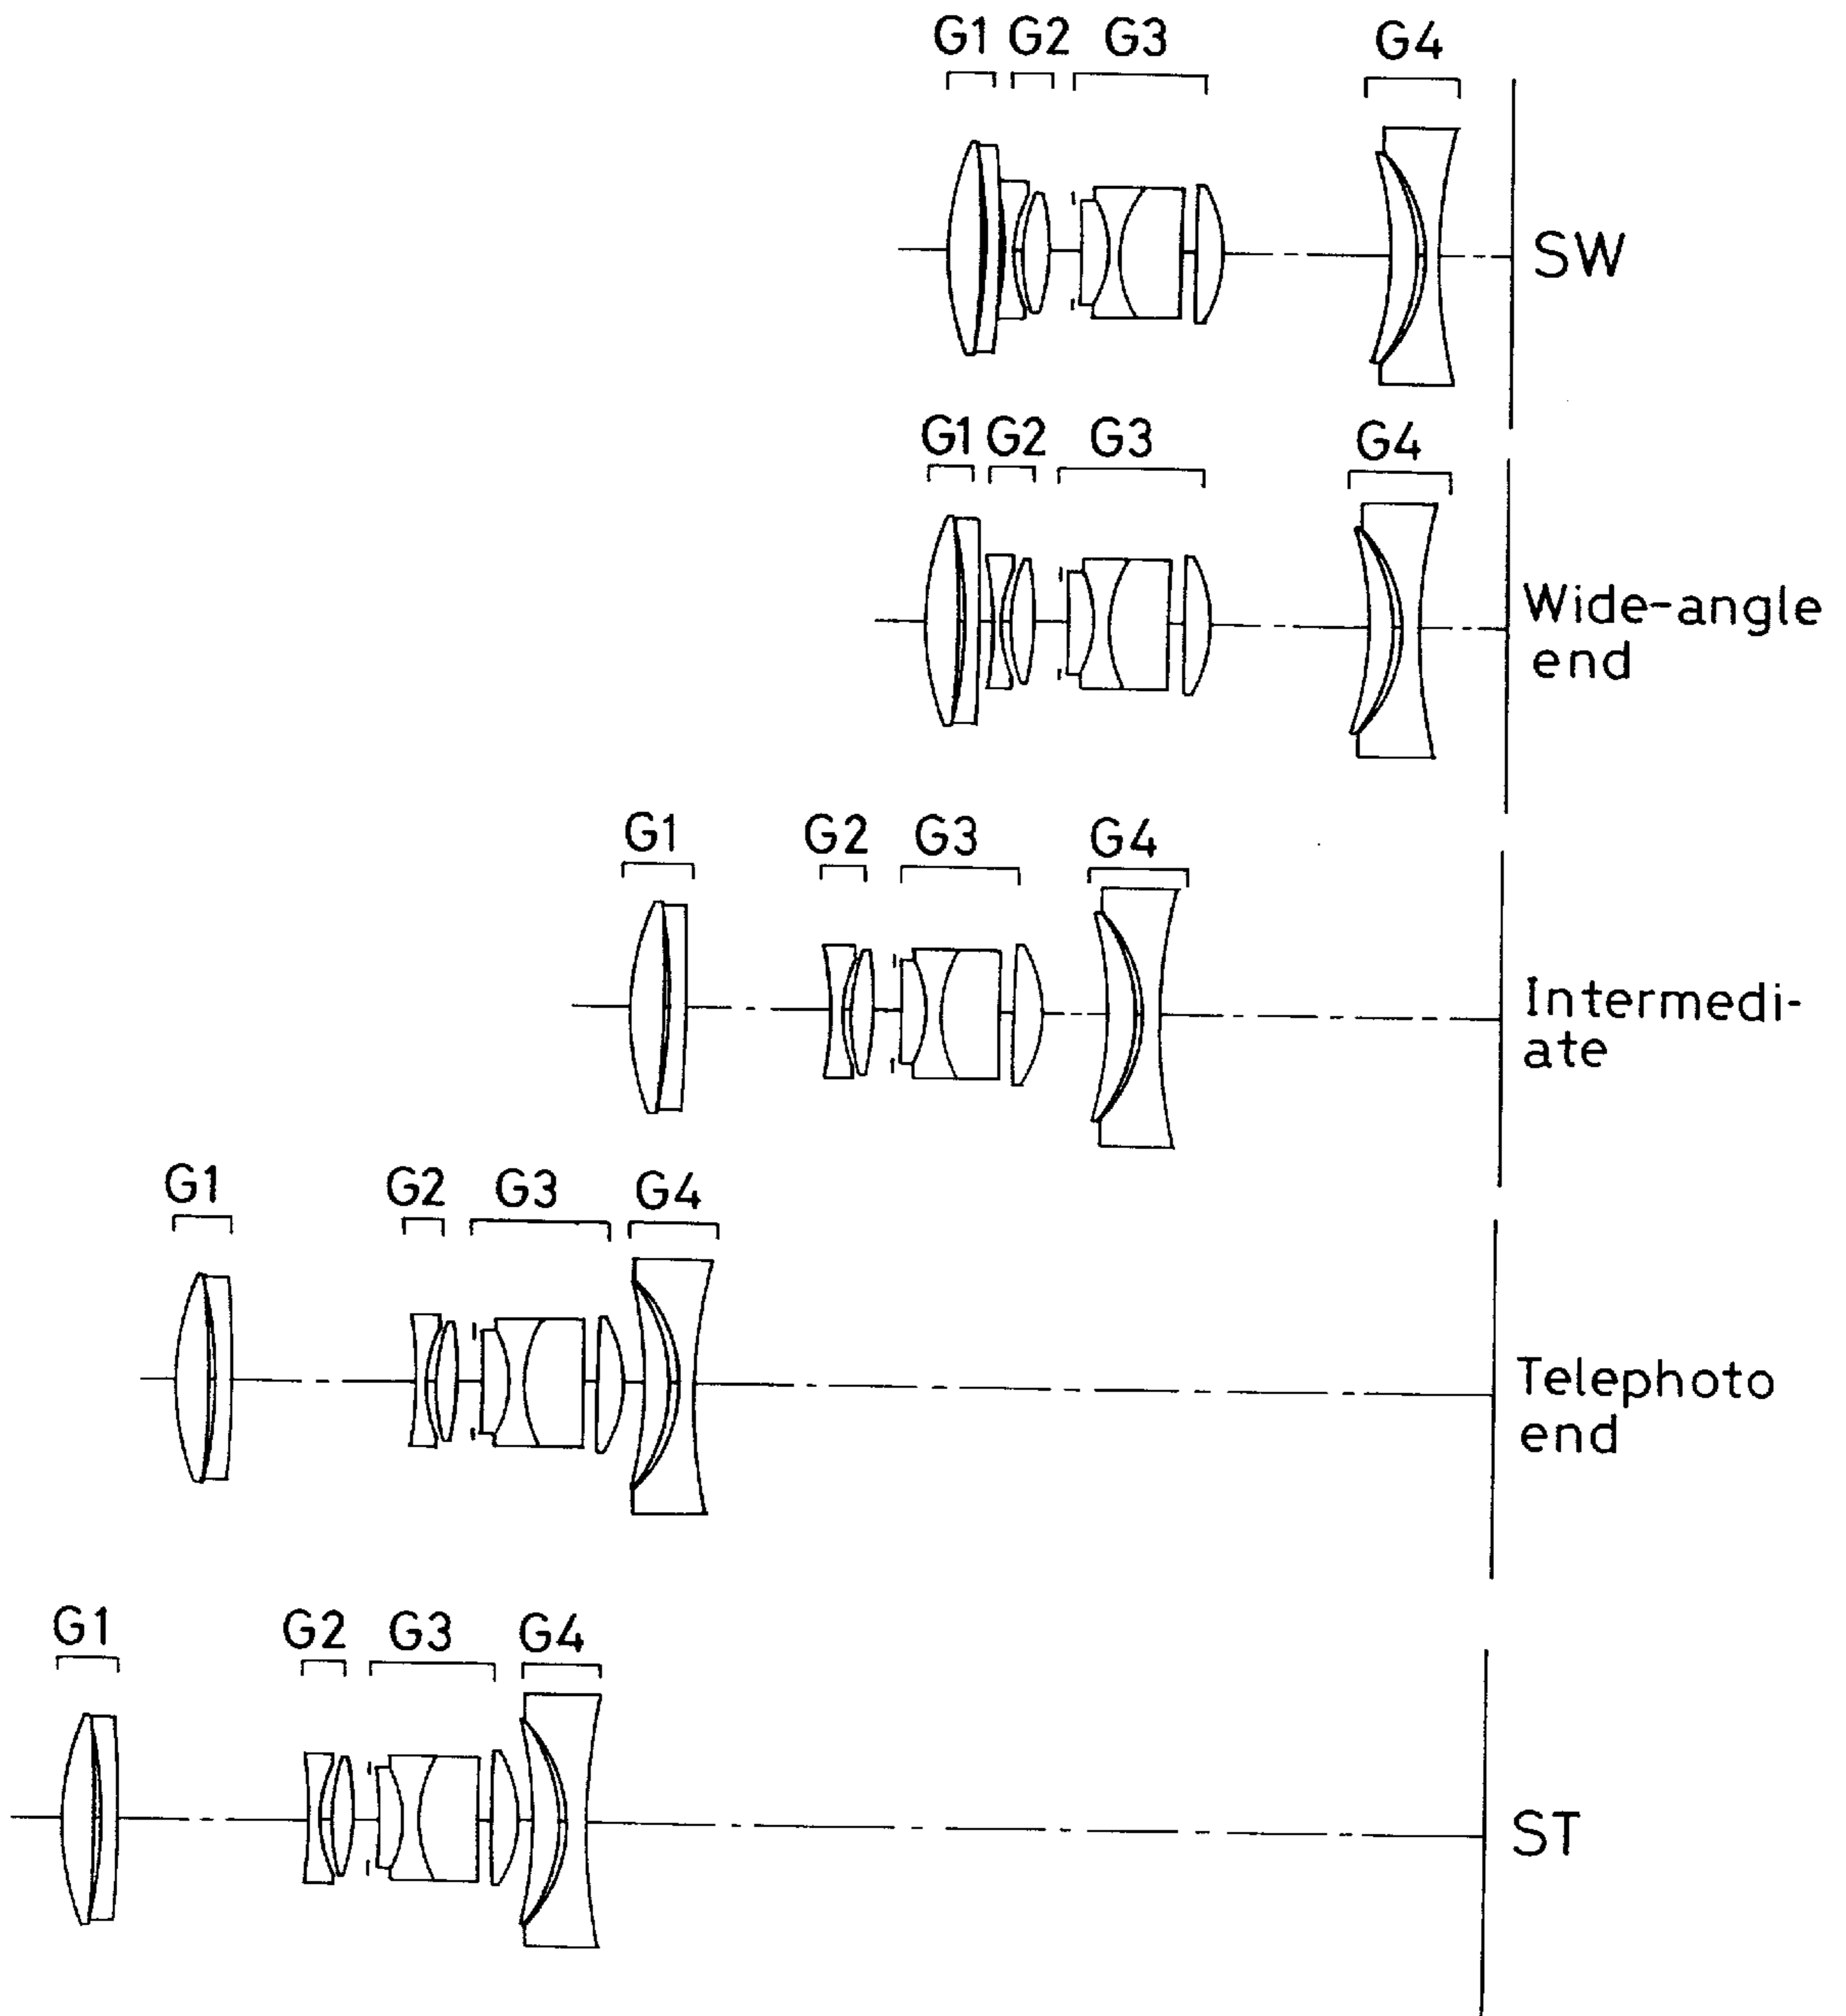 G1 G2 G3 G4
SW
G1 G2 G3 G4
Wide-angle
end
G1 G2 G3 G4
Intermedi-
ate
G1 G2 G3 G4
Telephoto
end
G1 G2 G3 G4
ST